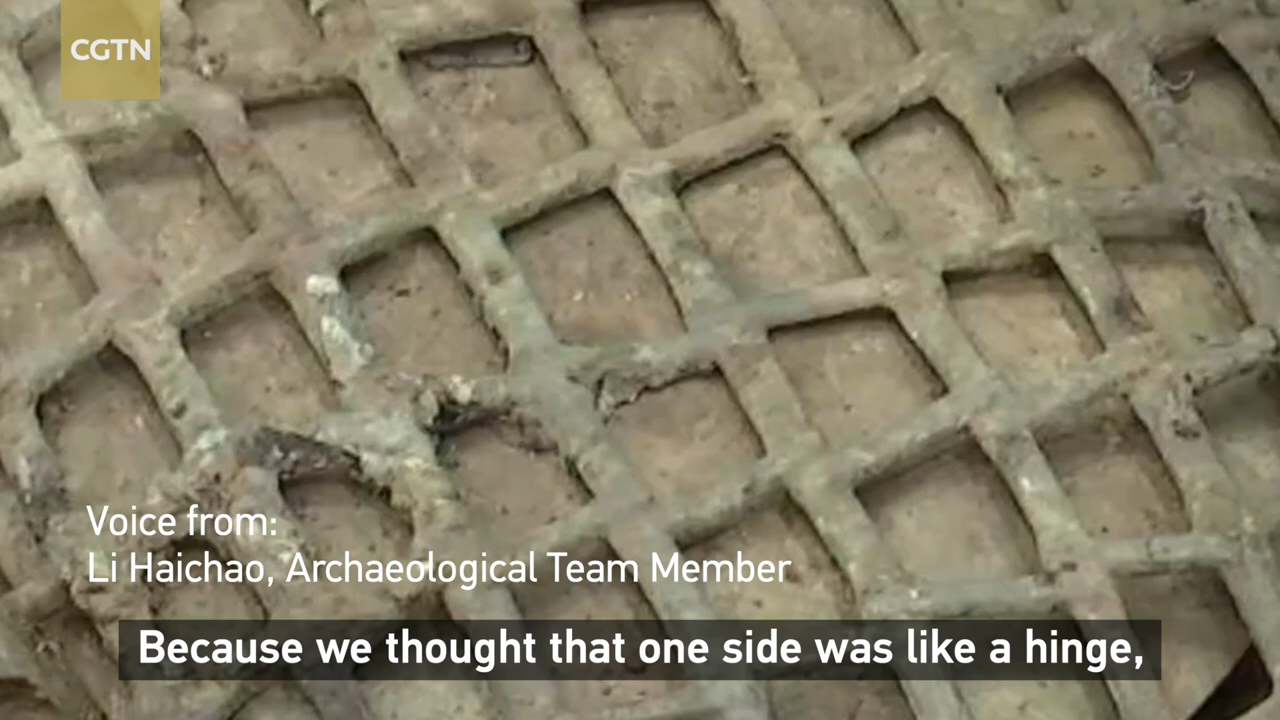 CGTN
Voice from:
Li Haichao, Archaeological Team Member
Because we thought that one side was like a hinge,